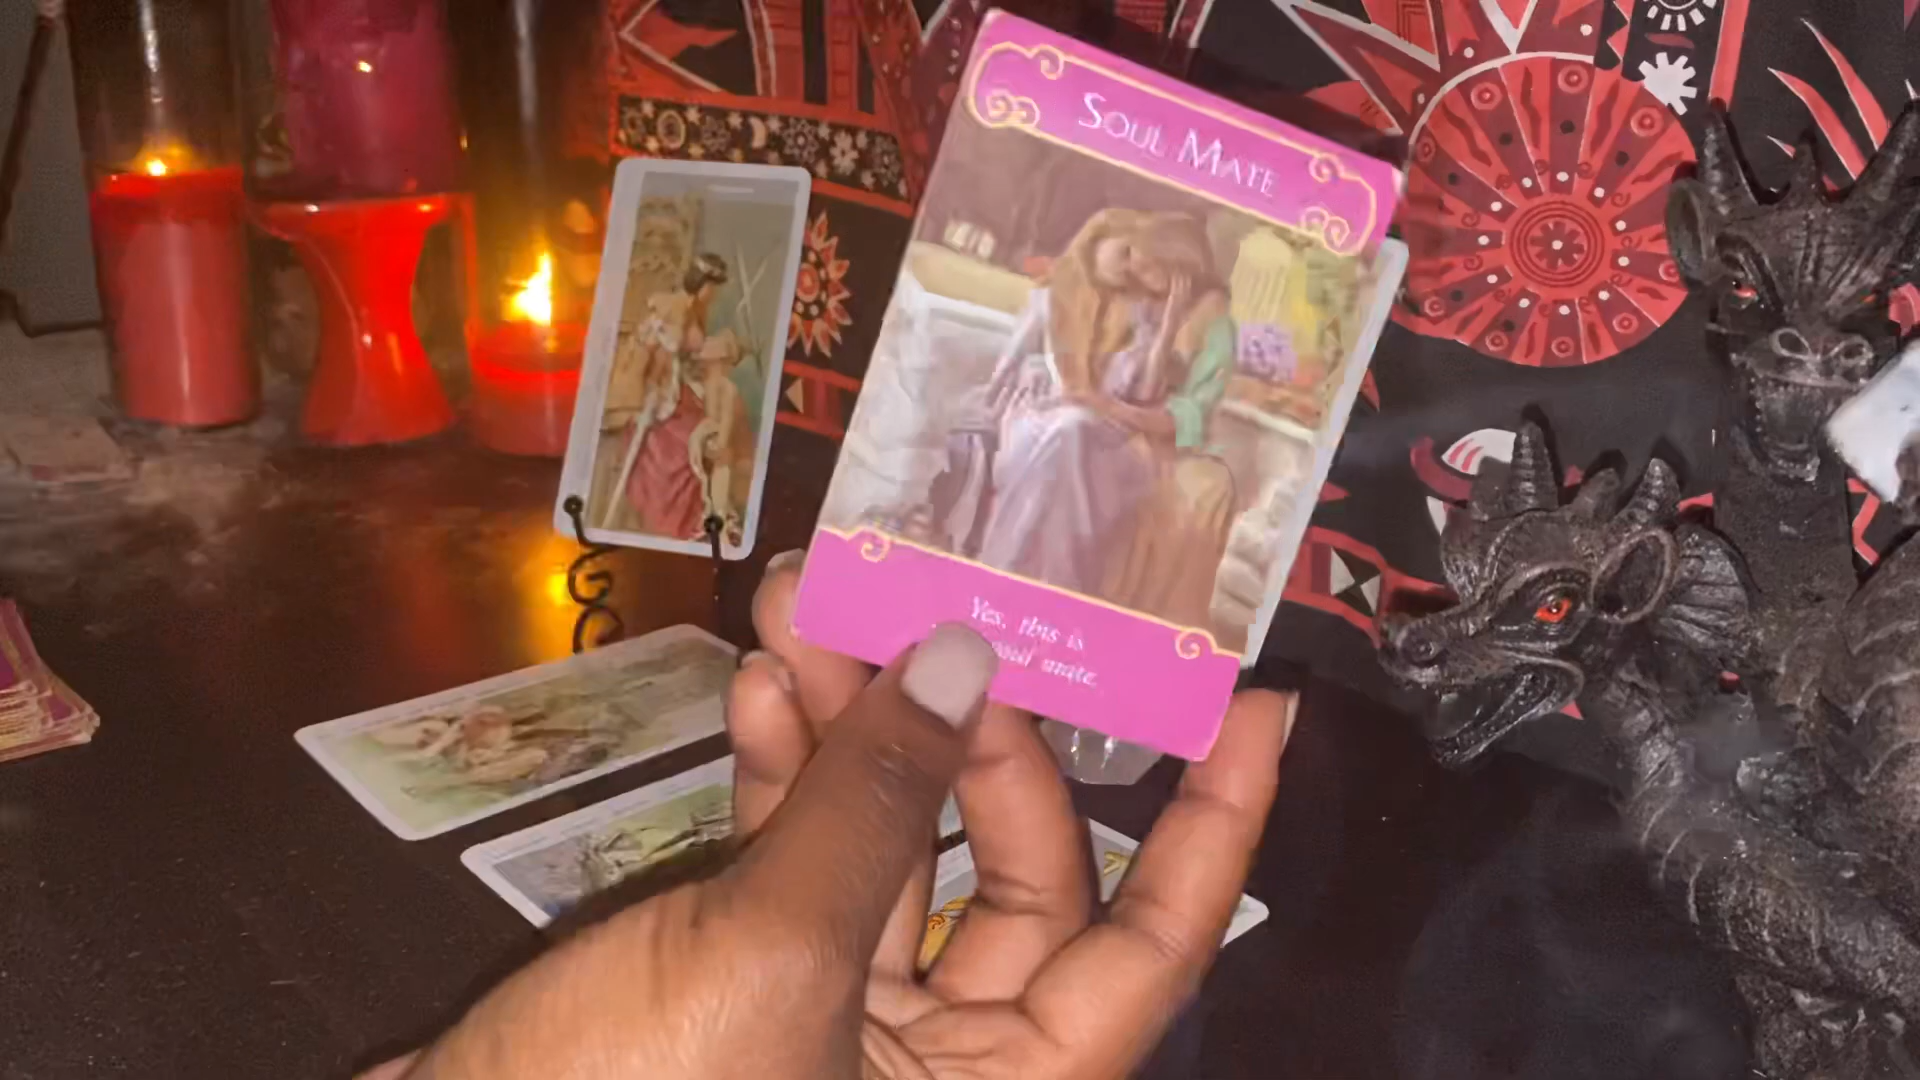 SOUL MATE
Yes, this is
soul mate.